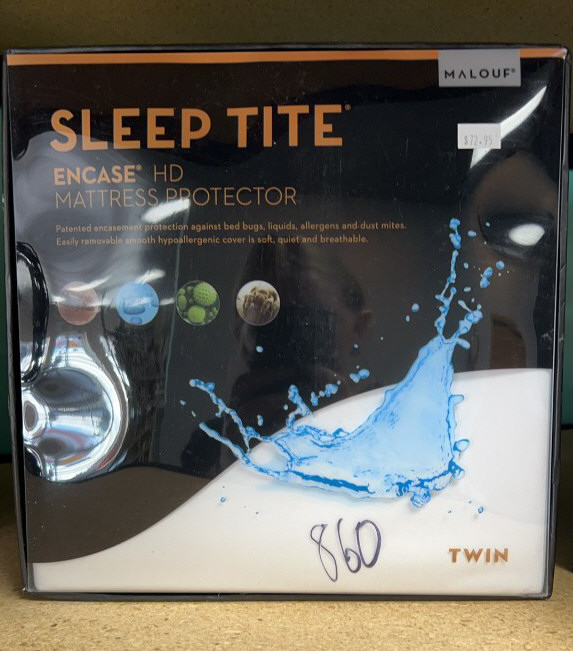 MALOUF®
SLEEP TITE®
$72.95
ENCASE® HD
MATTRESS PROTECTOR
Patented encasement protection against bed bugs, liquids, allergens and dust mites.
Easily removable smooth hypoallergenic cover is soft, quiet and breathable.
860
TWIN